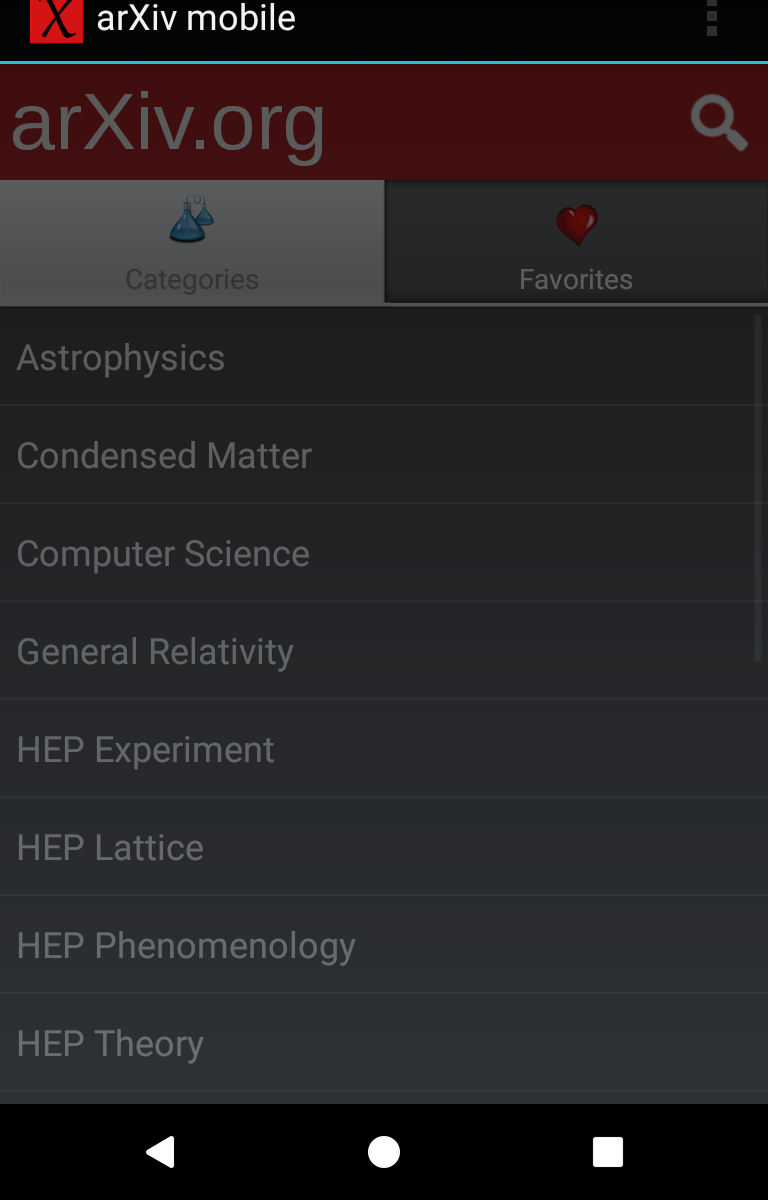 X arXiv mobile
arXiv.org
Categories
Favorites
Astrophysics
Condensed Matter
Computer Science
General Relativity
HEP Experiment
HEP Lattice
HEP Phenomenology
HEP Theory